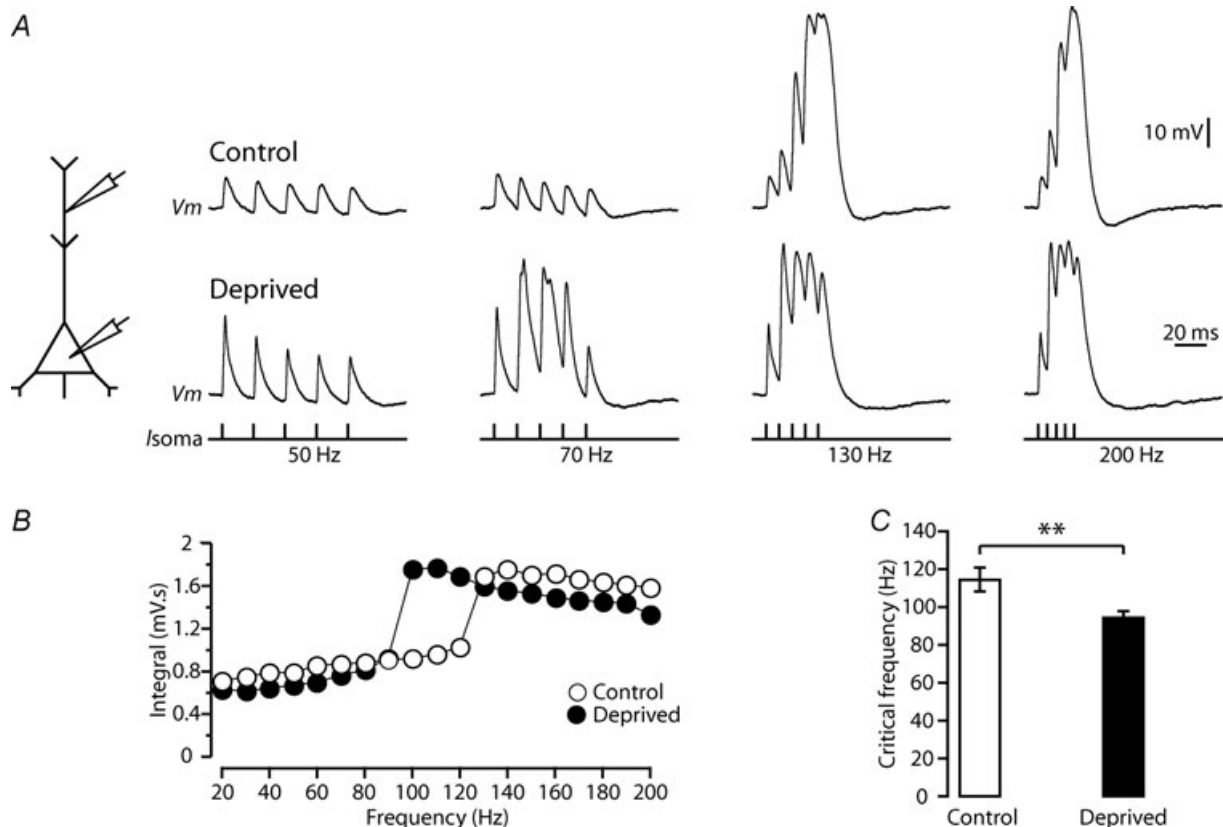 A
Control
Vm
10 mV
Deprived
Vm
20 ms
Isoma
50 Hz
70 Hz
130 Hz
200 Hz
B
Integral (mV.s)
2
1.6
1.2
0.8
0.4
0
Control
Deprived
20 40 60 80 100 120 140 160 180 200
Frequency (Hz)
C
**
Critical frequency (Hz)
140
120
100
80
60
40
20
0
Control Deprived